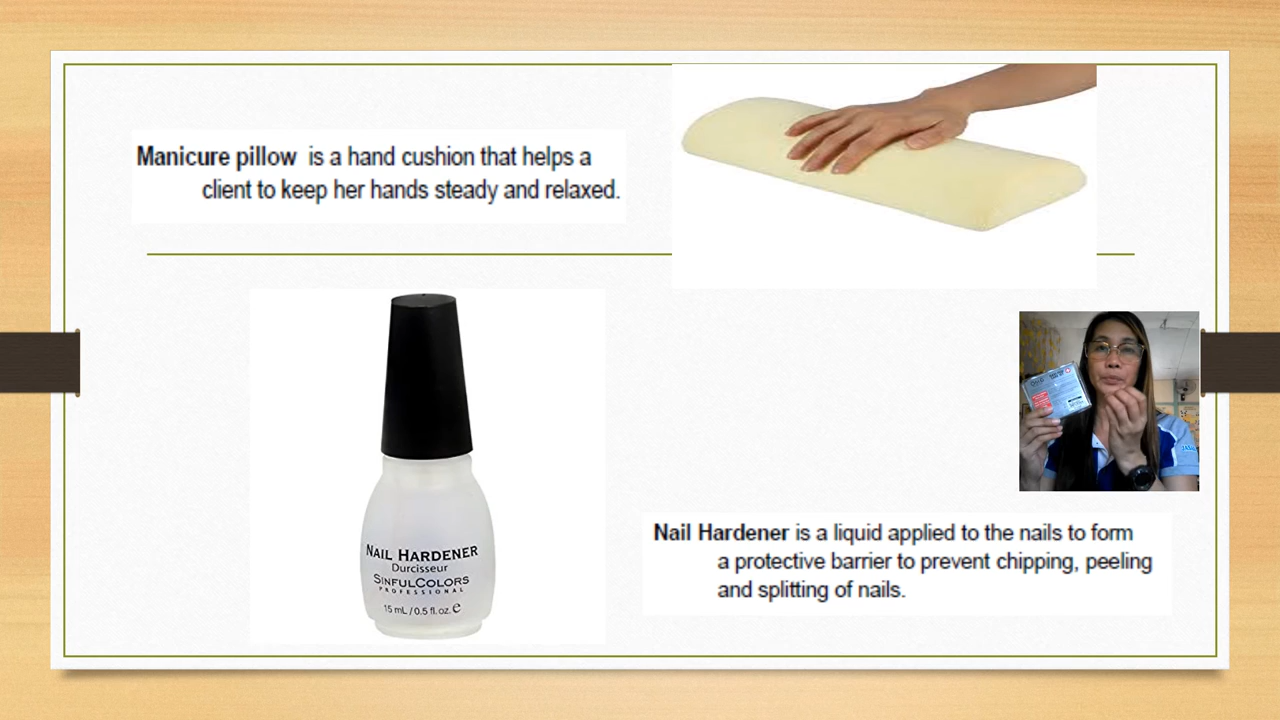 Manicure pillow is a hand cushion that helps a
client to keep her hands steady and relaxed.
NAIL HARDENER
Durcisseur
SINFULCOLORS
PROFESSIONAL
15 mL / 0.5 fl. oz. e
Nail Hardener is a liquid applied to the nails to form
a protective barrier to prevent chipping, peeling
and splitting of nails.